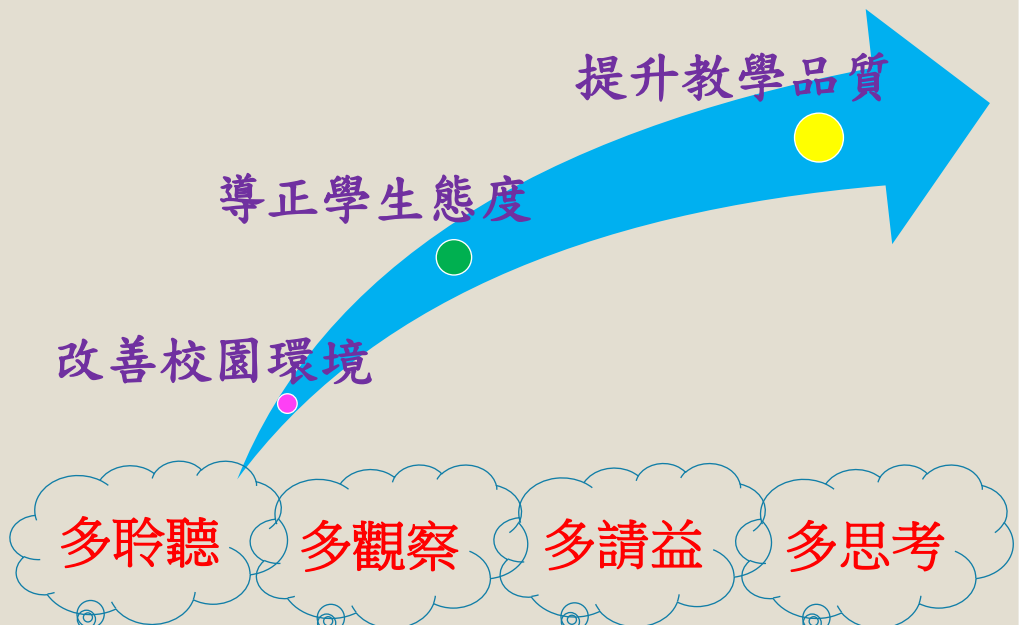 提升教學品質
導正學生態度
改善校園環境
多聆聽
多觀察
多請益
多思考